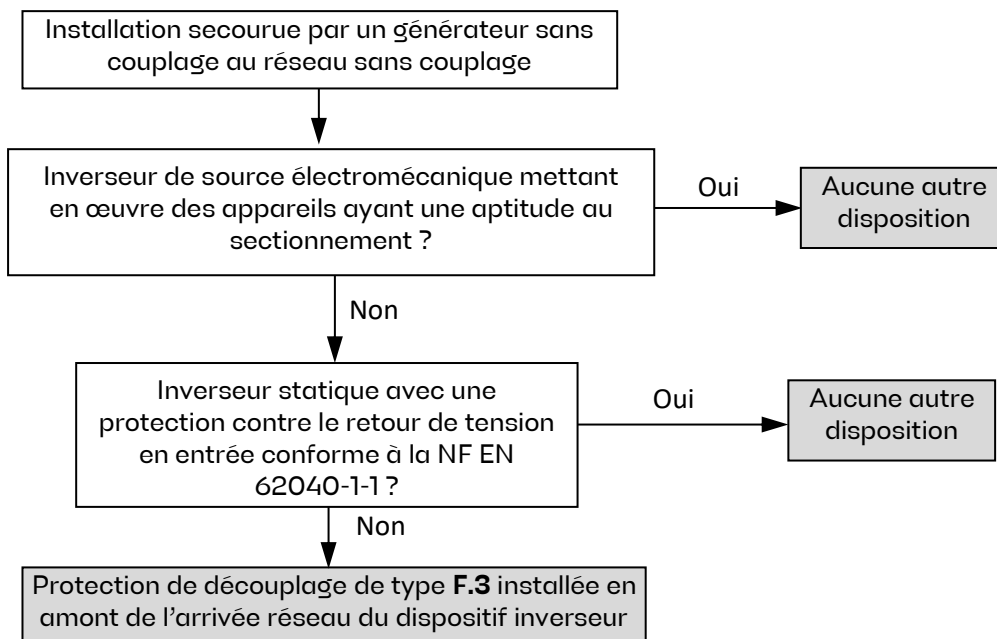 Installation secourue par un générateur sans
couplage au réseau sans couplage
Inverseur de source électromécanique mettant
en œuvre des appareils ayant une aptitude au
sectionnement ?
Oui
Aucune autre
disposition
Non
Inverseur statique avec une
protection contre le retour de tension
en entrée conforme à la NF EN
62040-1-1 ?
Oui
Aucune autre
disposition
Non
Protection de découplage de type F.3 installée en
amont de l’arrivée réseau du dispositif inverseur